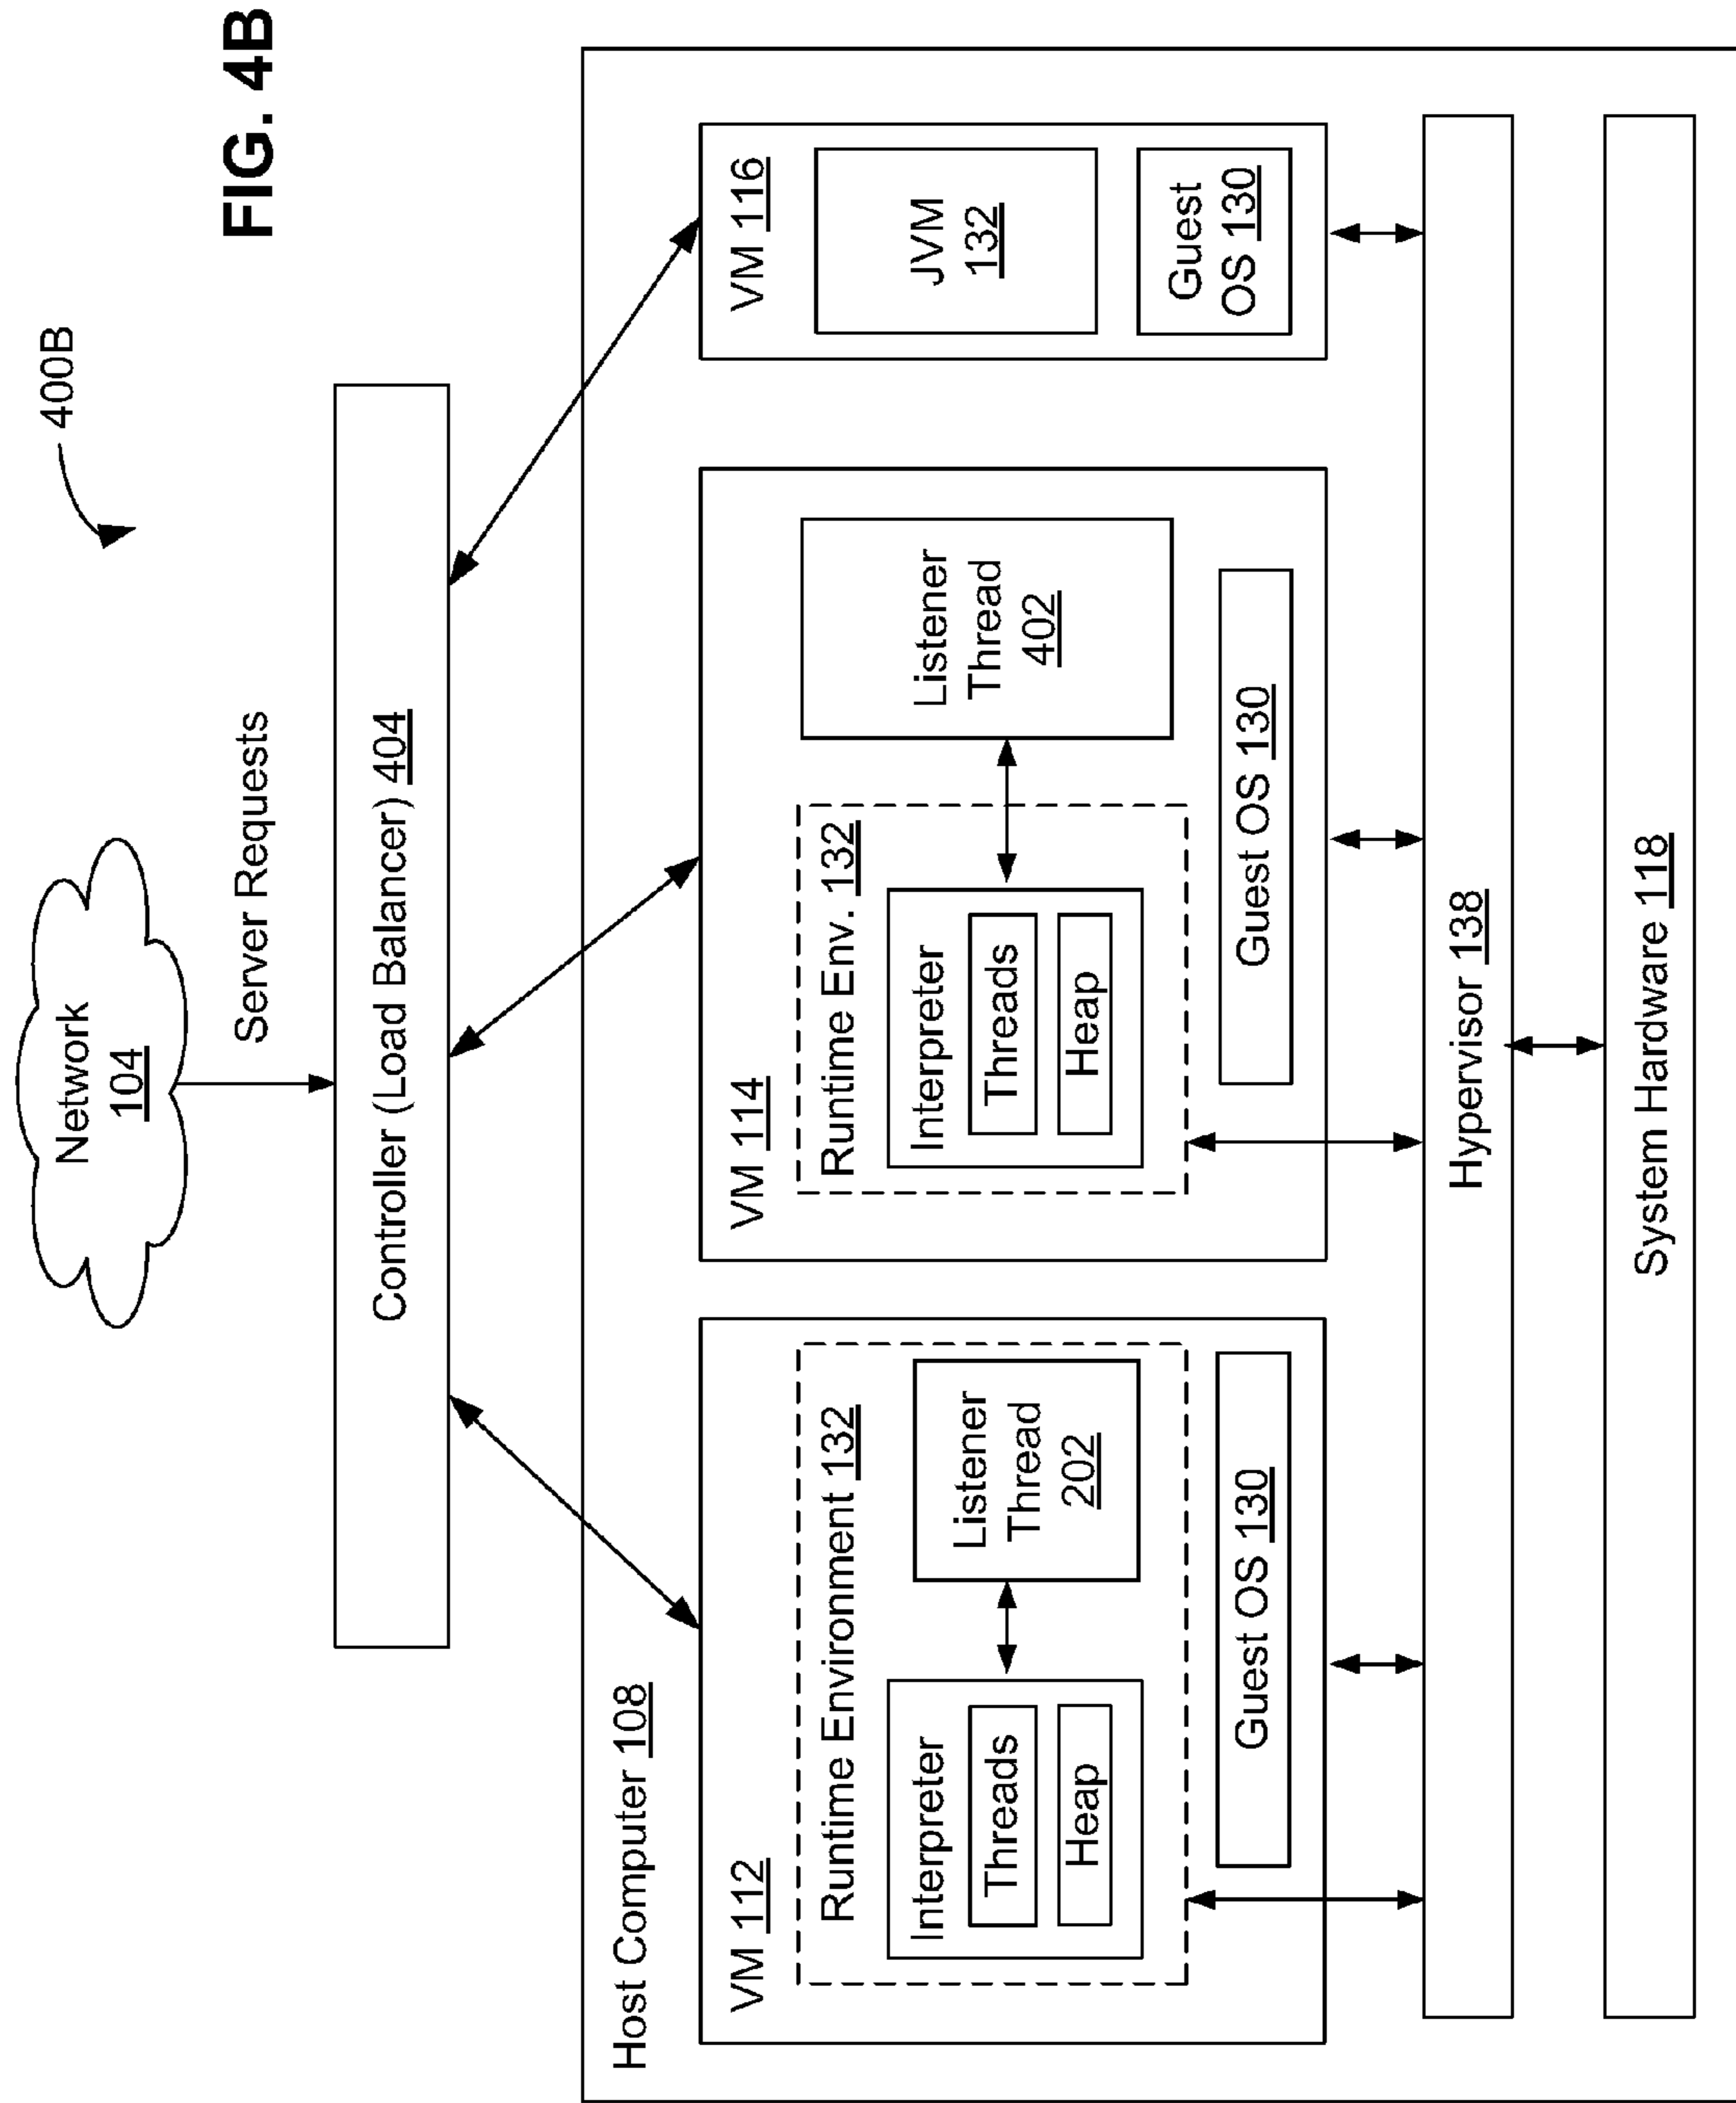 FIG. 4B
400B
Network
104
Server Requests
Controller (Load Balancer) 404
Host Computer 108
VM 112
Runtime Environment 132
Interpreter
Threads
Heap
Listener
Thread
202
Guest OS 130
VM 114
Runtime Env. 132
Interpreter
Threads
Heap
Listener
Thread
402
Guest OS 130
VM 116
JVM
132
Guest
OS 130
Hypervisor 138
System Hardware 118